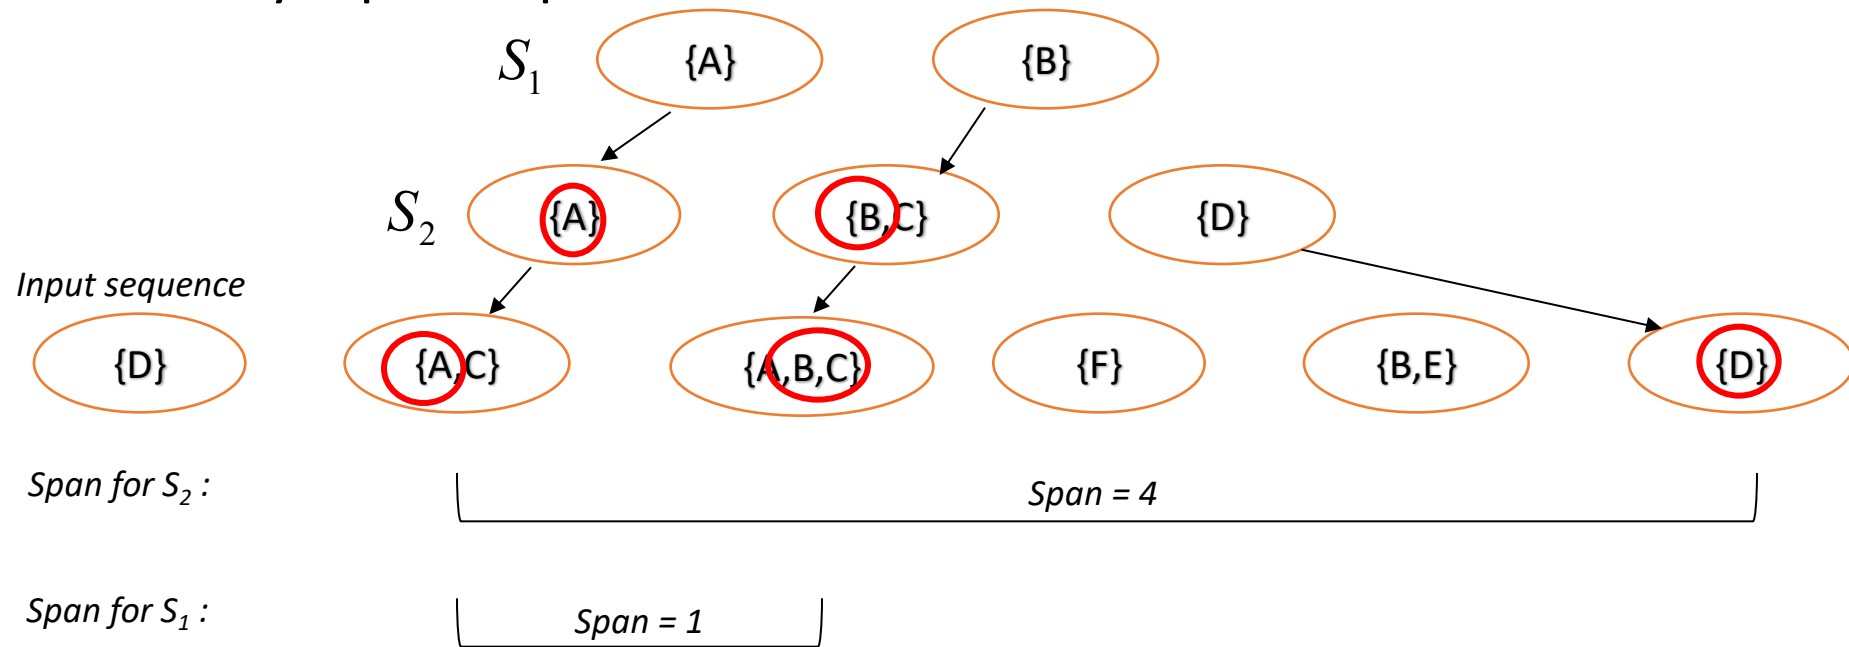 S₁ {A} {B}
S₂ {A} {B,C} {D}
Input sequence
{D} {A,C} {A,B,C} {F} {B,E} {D}
Span for S₂ : Span = 4
Span for S₁ : Span = 1